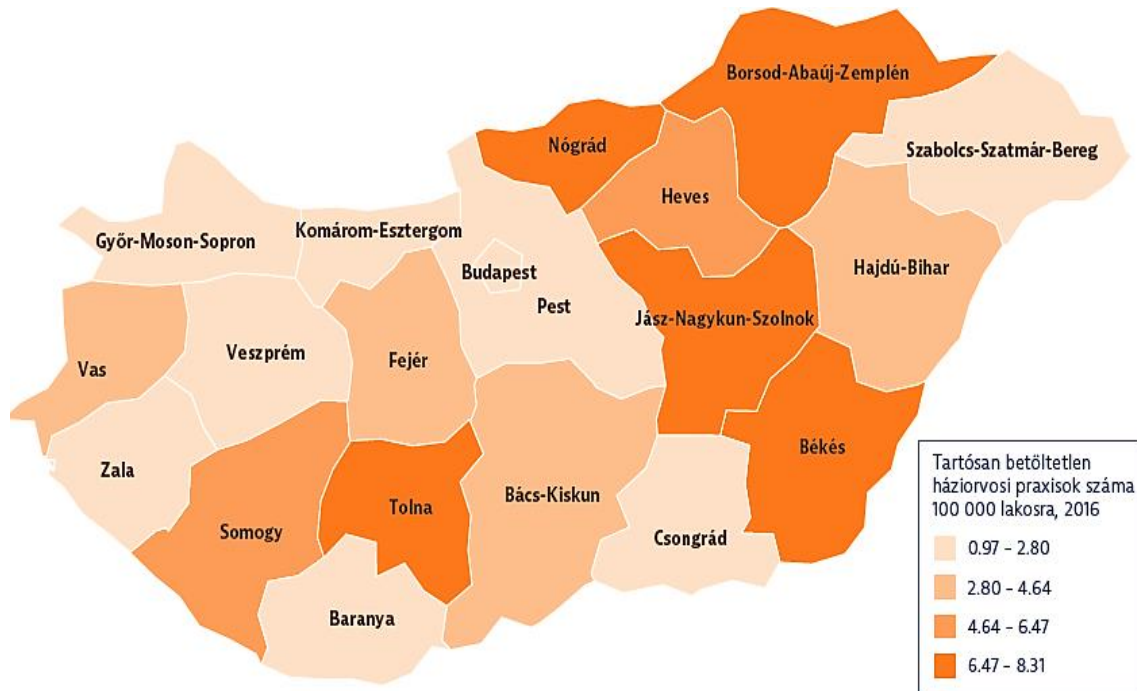 Borsod-Abaúj-Zemplén
Nógrád
Szabolcs-Szatmár-Bereg
Heves
Komárom-Esztergom
Győr-Moson-Sopron
Budapest
Hajdú-Bihar
Pest
Jász-Nagykun-Szolnok
Veszprém
Fejér
Vas
Békés
Zala
Bács-Kiskun
Tolna
Somogy
Csongrád
Baranya
Tartósan betöltetlen
háziorvosi praxisok száma
100 000 lakosra, 2016
0.97 – 2.80
2.80 – 4.64
4.64 – 6.47
6.47 – 8.31